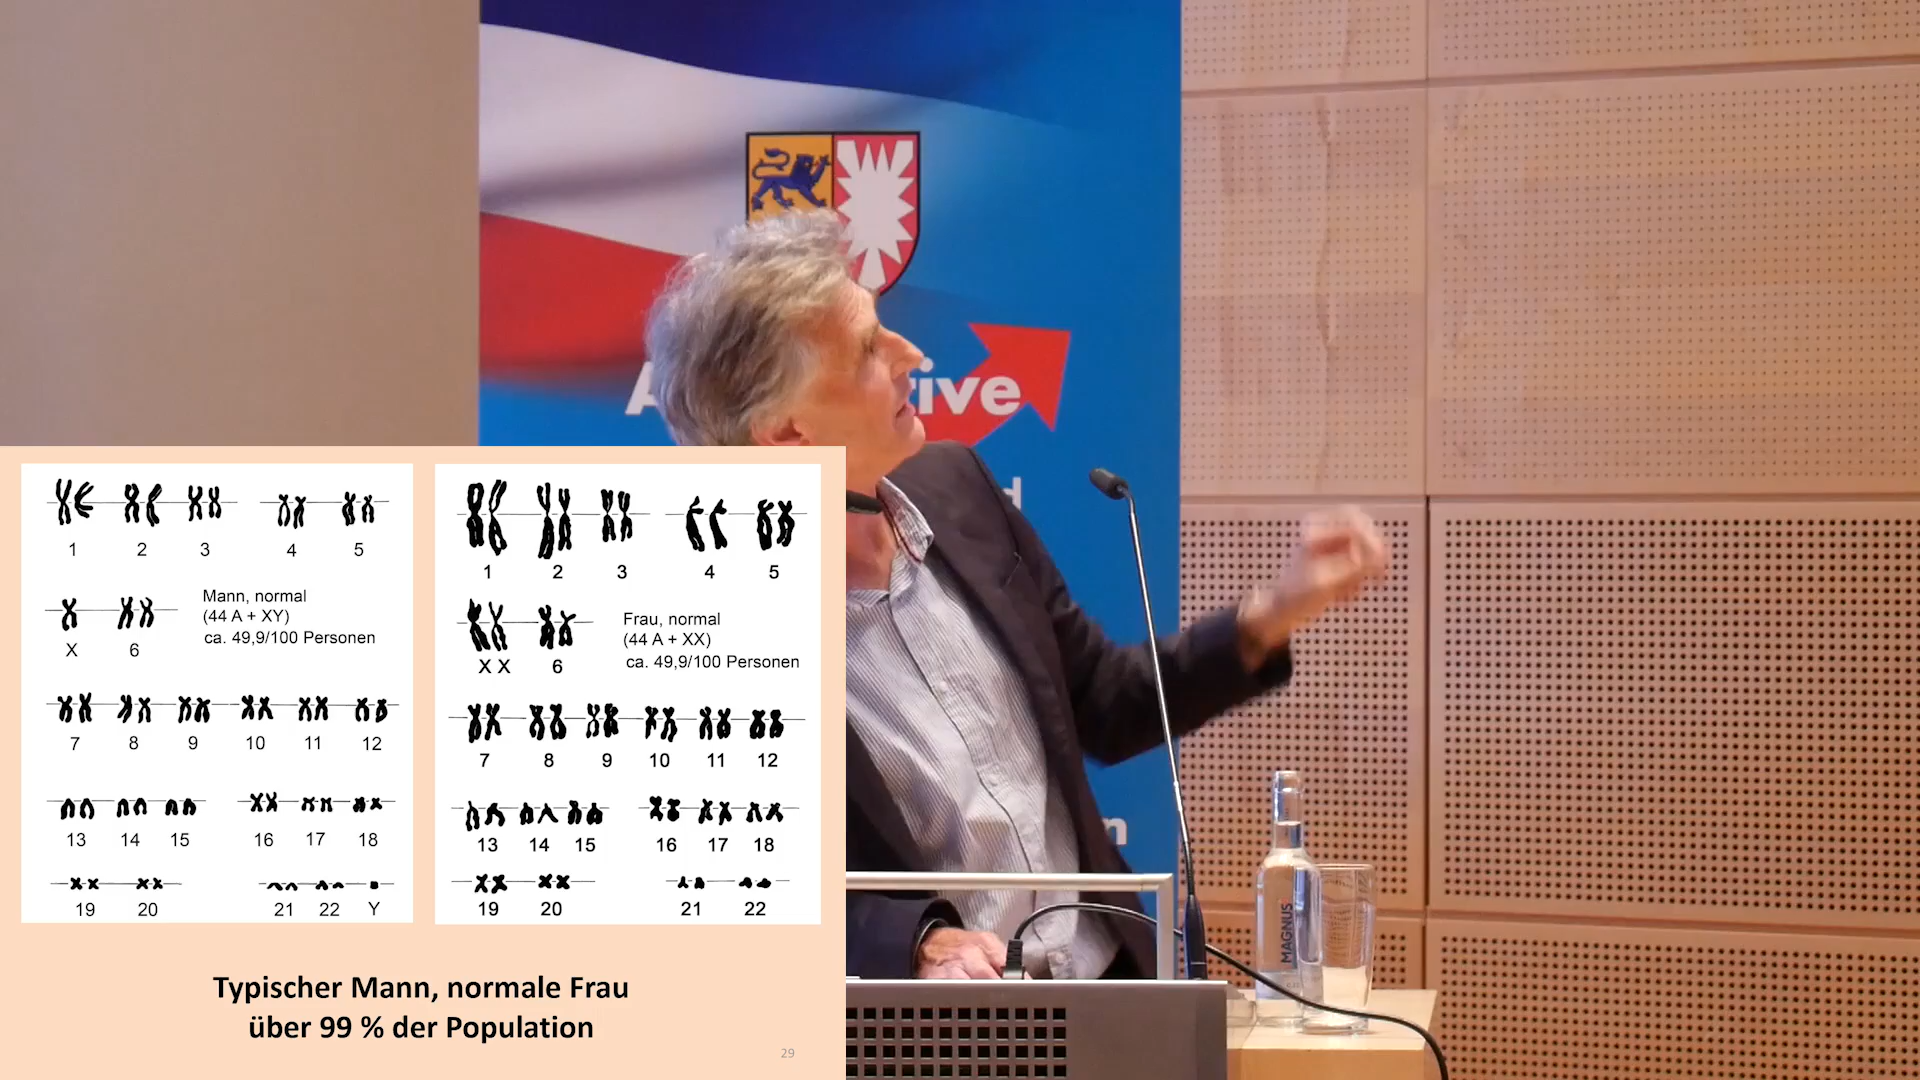 ive
d
n
MAGNUS
1 2 3 4 5
Mann, normal
(44 A + XY)
ca. 49,9/100 Personen
X 6
7 8 9 10 11 12
13 14 15 16 17 18
19 20 21 22 Y
1 2 3 4 5
Frau, normal
(44 A + XX)
ca. 49,9/100 Personen
X X 6
7 8 9 10 11 12
13 14 15 16 17 18
19 20 21 22
Typischer Mann, normale Frau
über 99 % der Population
29